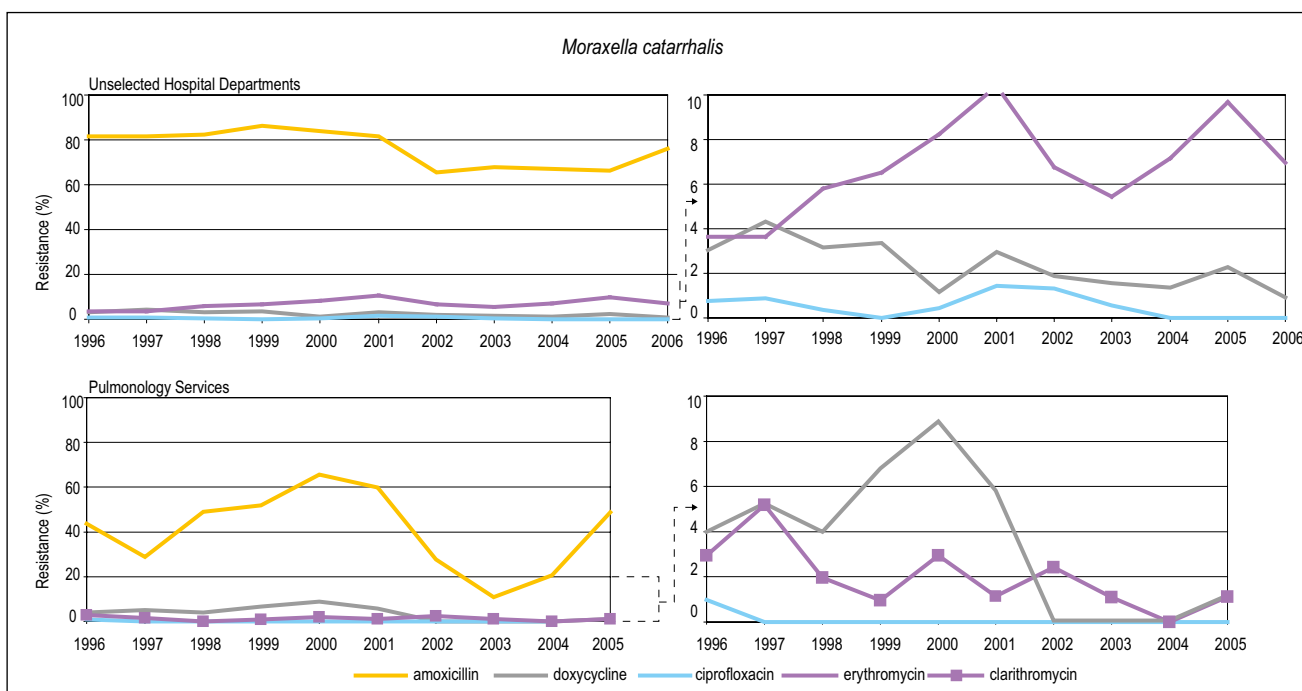 Moraxella catarrhalis
Unselected Hospital Departments
Resistance (%)
100
80
60
40
20
0
1996 1997 1998 1999 2000 2001 2002 2003 2004 2005 2006
10
8
6
4
2
0
1996 1997 1998 1999 2000 2001 2002 2003 2004 2005 2006
Pulmonology Services
Resistance (%)
100
80
60
40
20
0
1996 1997 1998 1999 2000 2001 2002 2003 2004 2005
10
8
6
4
2
0
1996 1997 1998 1999 2000 2001 2002 2003 2004 2005
amoxicillin doxycycline ciprofloxacin erythromycin clarithromycin